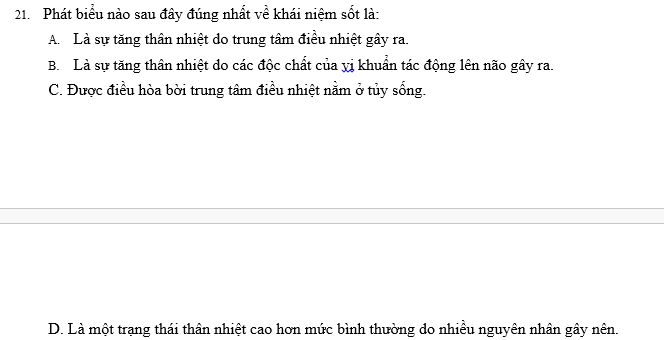 21. Phát biểu nào sau đây đúng nhất về khái niệm sốt là:
A. Là sự tăng thân nhiệt do trung tâm điều nhiệt gây ra.
B. Là sự tăng thân nhiệt do các độc chất của vi khuẩn tác động lên não gây ra.
C. Được điều hòa bời trung tâm điều nhiệt nằm ở tủy sống.
D. Là một trạng thái thân nhiệt cao hơn mức bình thường do nhiều nguyên nhân gây nên.